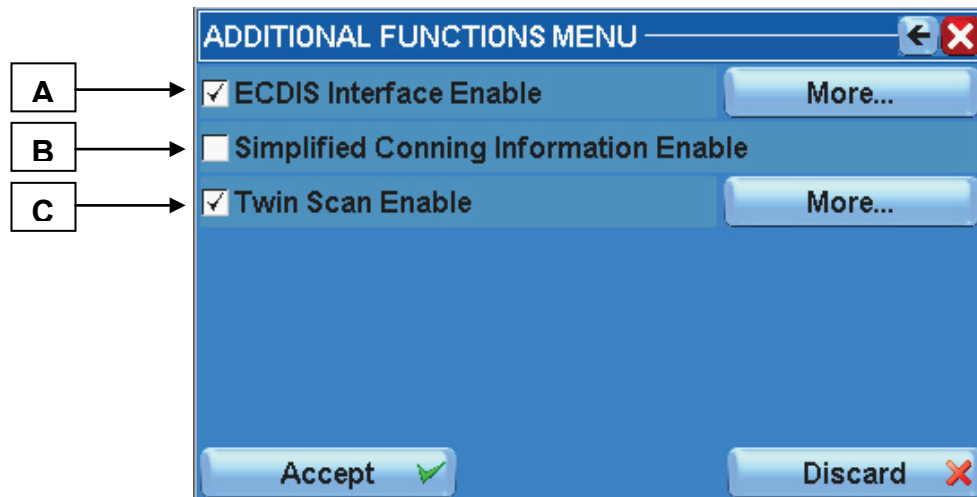 ADDITIONAL FUNCTIONS MENU
A
ECDIS Interface Enable More...
B
Simplified Conning Information Enable
C
Twin Scan Enable More...
Accept Discard